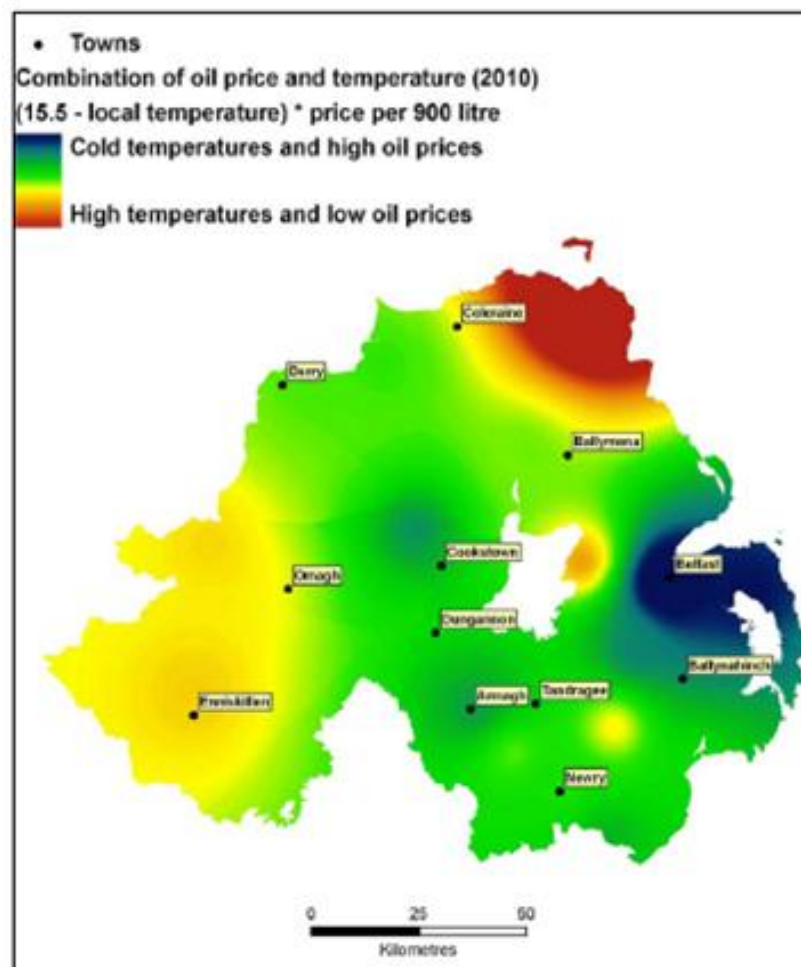 Towns
Combination of oil price and temperature (2010)
(15.5 - local temperature) * price per 900 litre
Cold temperatures and high oil prices
High temperatures and low oil prices
Coleraine
Derry
Ballymena
Cookstown
Belfast
Omagh
Dungannon
Ballynahinch
Armagh
Tandragee
Enniskillen
Newry
0 25 50
Kilometres